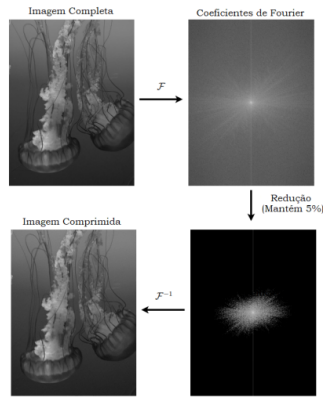 Imagem Completa
Coeficientes de Fourier
F
Redução
(Mantém 5%)
Imagem Comprimida
F⁻¹